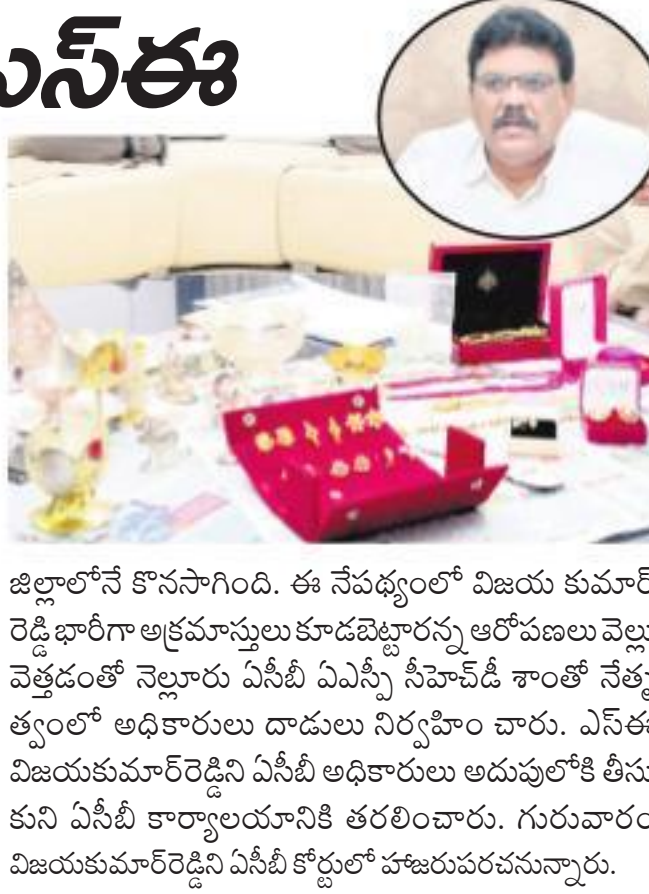 ఎస్ఈ
జిల్లాలోనే కొనసాగింది. ఈ నేపథ్యంలో విజయ కుమార్
రెడ్డి భారీగా అక్రమాస్తులు కూడబెట్టారన్న ఆరోపణలు వెల్లు
వెత్తడంతో నెల్లూరు ఏసీబీ ఏఎస్పీ సీహెచ్‌డీ శాంతో నేతృ
త్వంలో అధికారులు దాడులు నిర్వహిం చారు. ఎస్ఈ
విజయకుమార్‌రెడ్డిని ఏసీబీ అధికారులు అదుపులోకి తీసు
కుని ఏసీబీ కార్యాలయానికి తరలించారు. గురువారం
విజయకుమార్‌రెడ్డిని ఏసీబీ కోర్టులో హాజరుపరచనున్నారు.